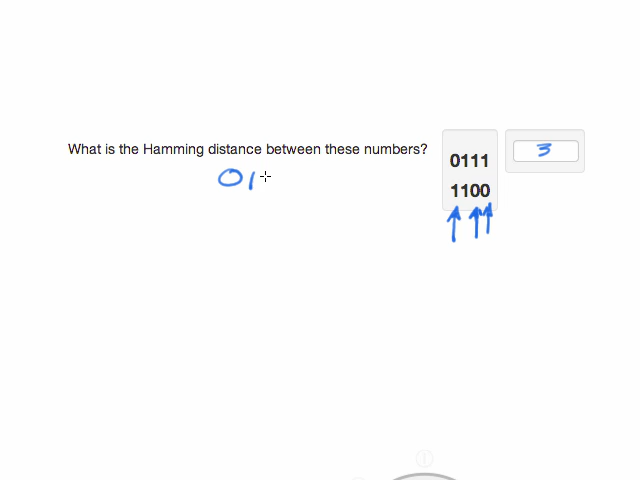 What is the Hamming distance between these numbers?
01
0111
1100
3